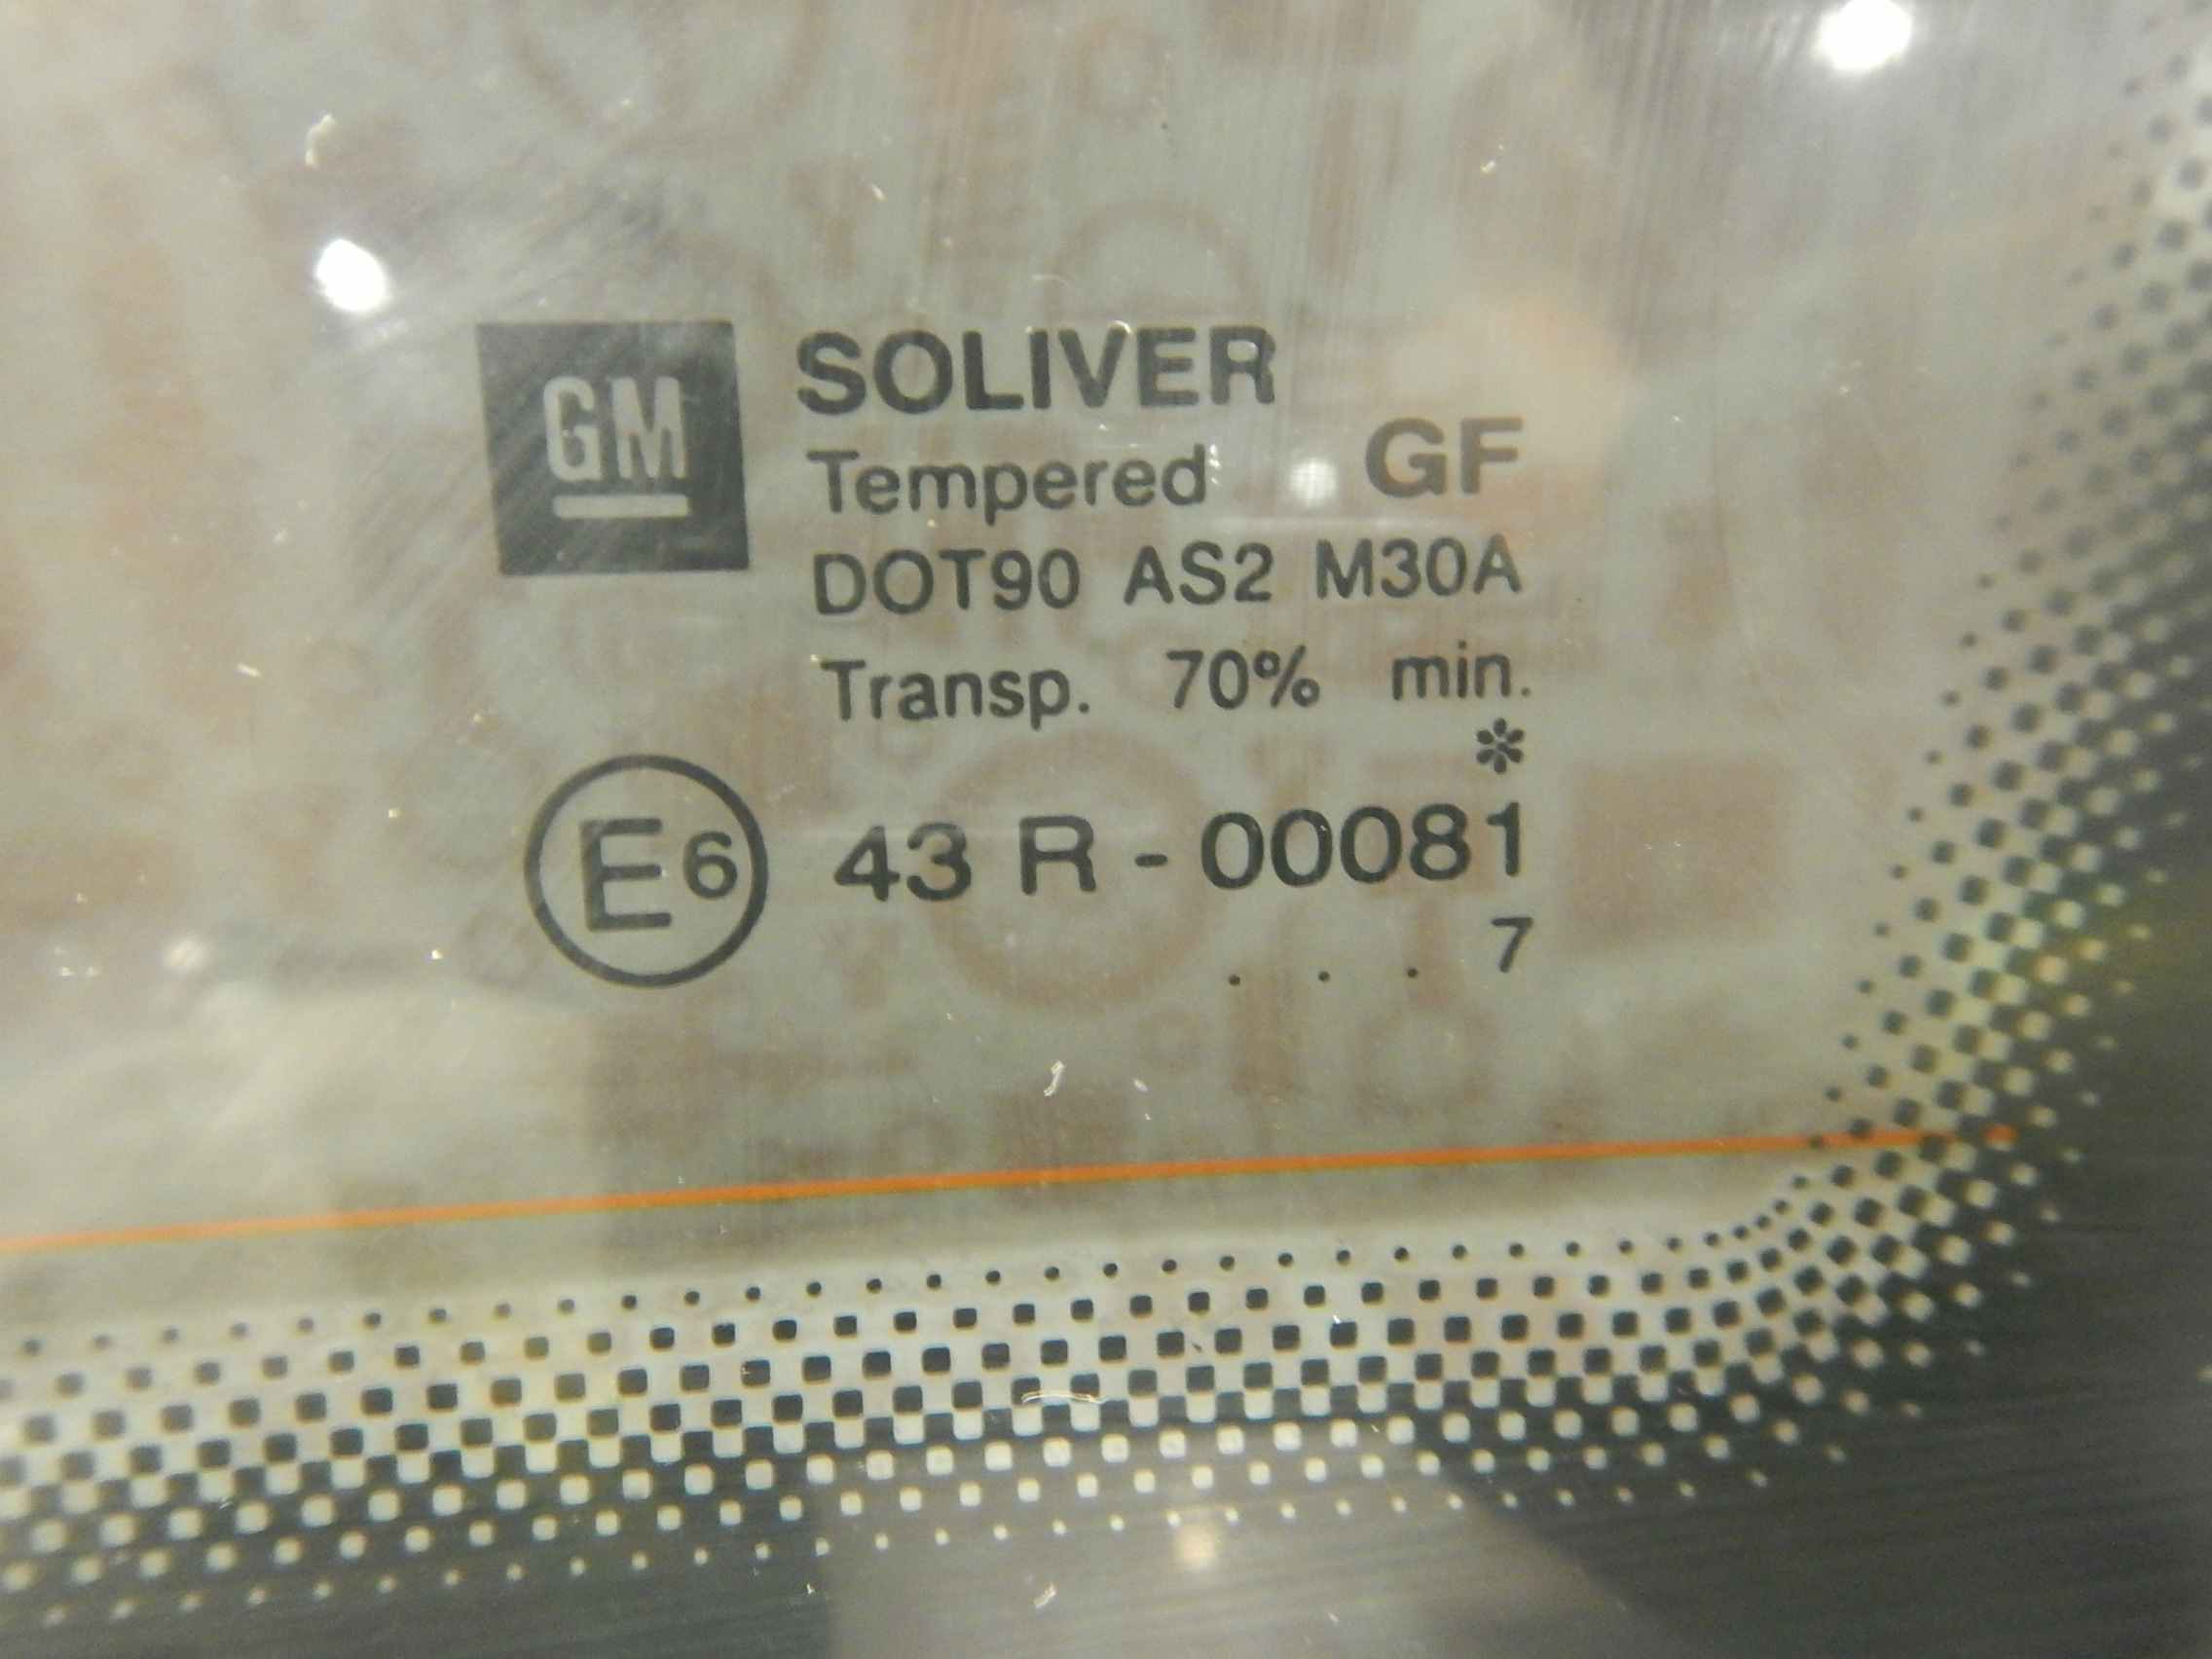 GM
SOLIVER
Tempered GF
DOT90 AS2 M30A
Transp. 70% min.
*
E6 43 R - 00081
. . . 7